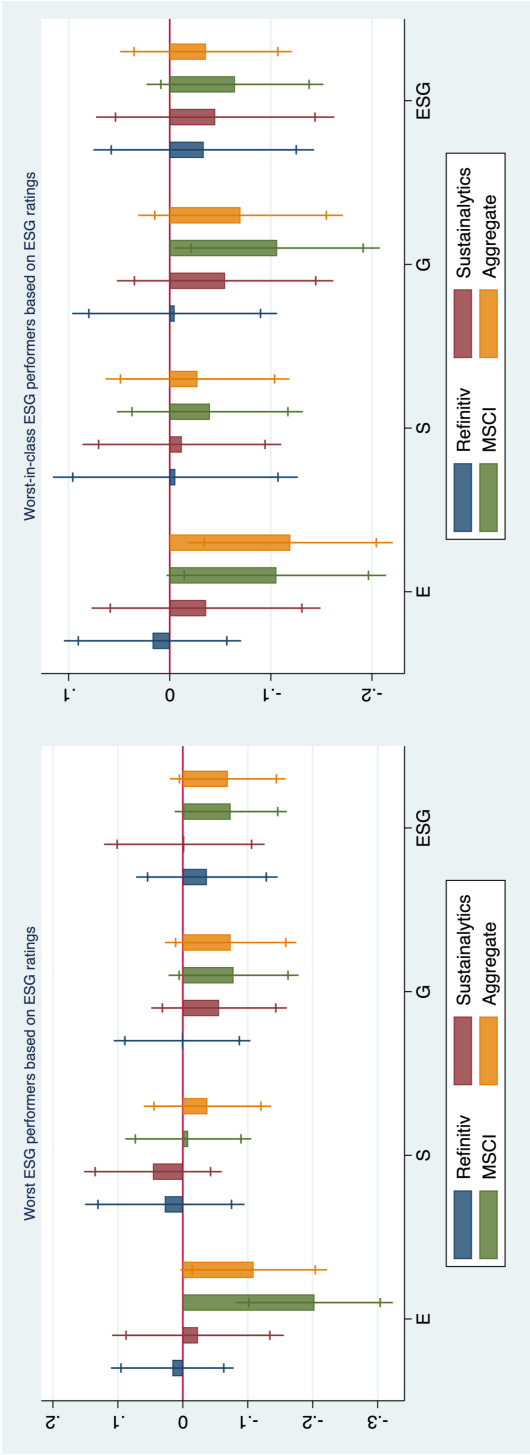 Worst ESG performers based on ESG ratings
.2
.1
0
-.1
-.2
-.3
E S G ESG
Refinitiv Sustainalytics
MSCI Aggregate
Worst-in-class ESG performers based on ESG ratings
.1
0
-.1
-.2
E S G ESG
Refinitiv Sustainalytics
MSCI Aggregate